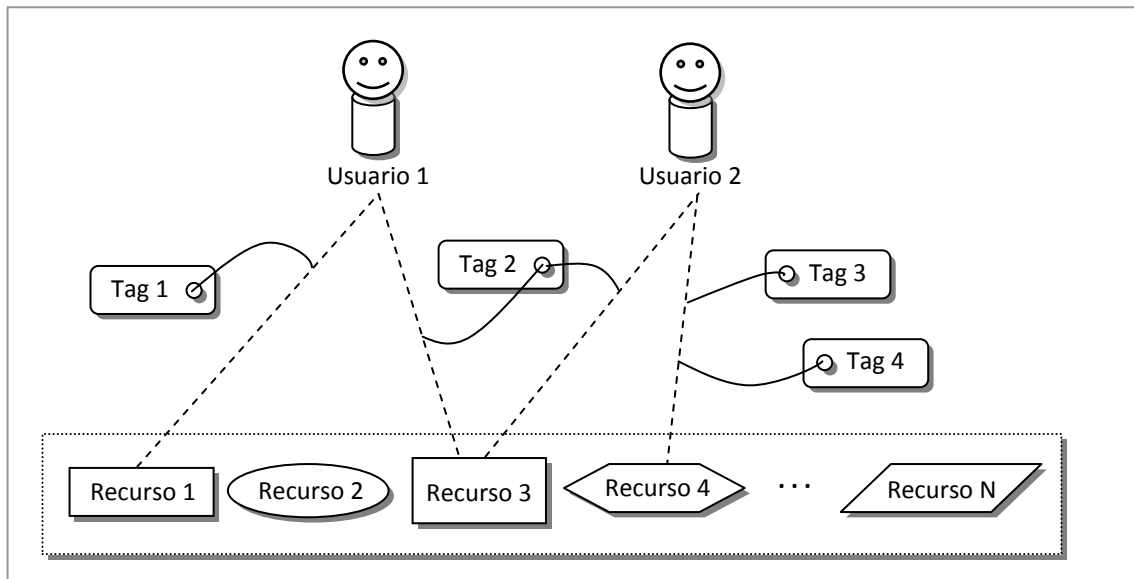 Usuario 1
Usuario 2
Tag 1
Tag 2
Tag 3
Tag 4
Recurso 1
Recurso 2
Recurso 3
Recurso 4
...
Recurso N